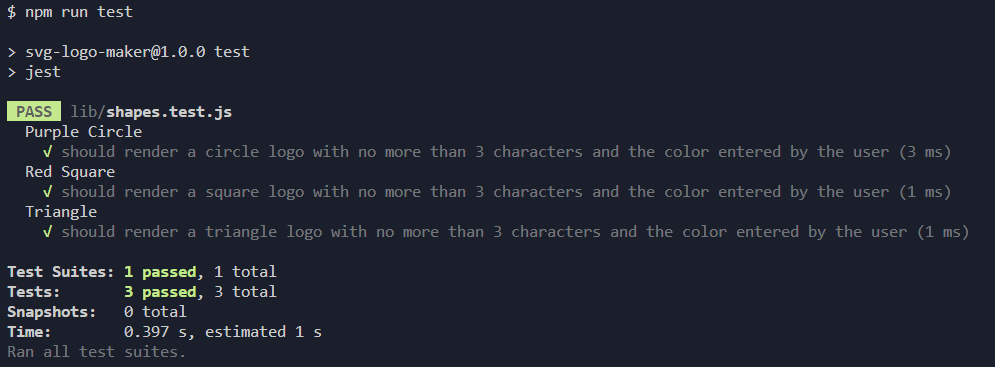 $ npm run test
> svg-logo-maker@1.0.0 test
> jest
PASS lib/shapes.test.js
Purple Circle
√ should render a circle logo with no more than 3 characters and the color entered by the user (3 ms)
Red Square
√ should render a square logo with no more than 3 characters and the color entered by the user (1 ms)
Triangle
√ should render a triangle logo with no more than 3 characters and the color entered by the user (1 ms)
Test Suites: 1 passed, 1 total
Tests: 3 passed, 3 total
Snapshots: 0 total
Time: 0.397 s, estimated 1 s
Ran all test suites.